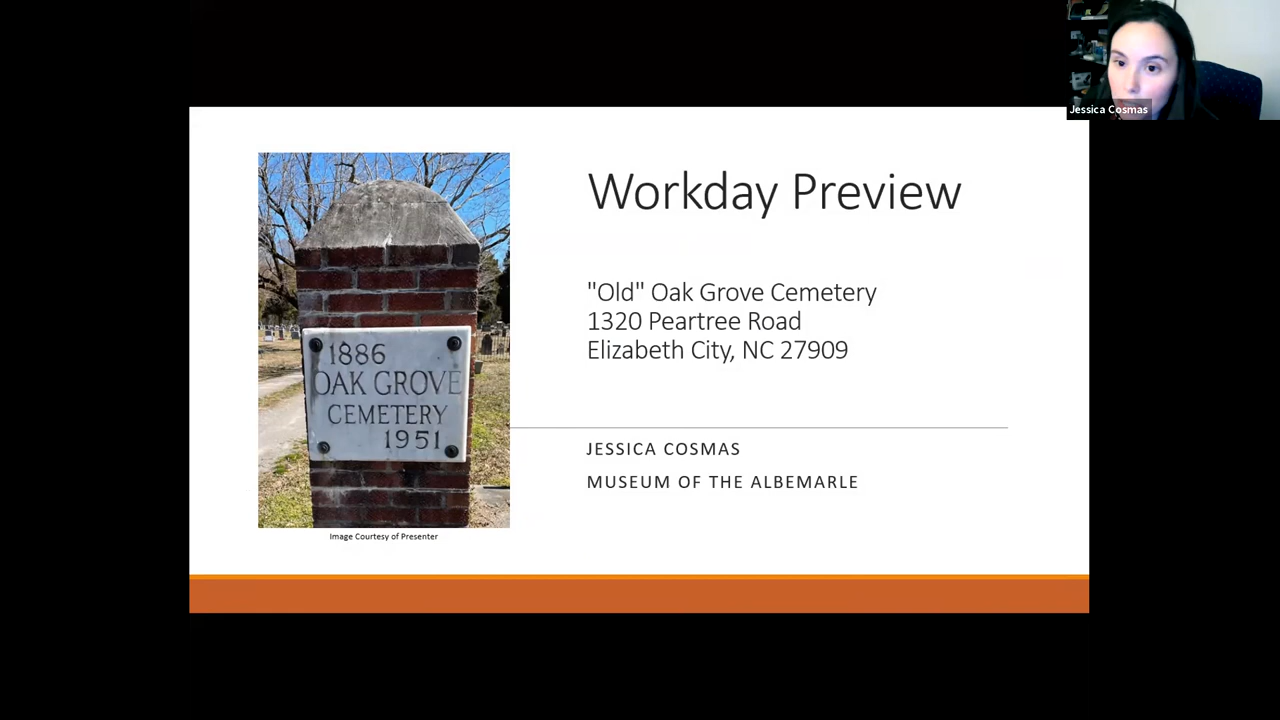 Jessica Cosmas
Workday Preview
"Old" Oak Grove Cemetery
1320 Peartree Road
Elizabeth City, NC 27909
1886
OAK GROVE
CEMETERY
1951
JESSICA COSMAS
MUSEUM OF THE ALBEMARLE
Image Courtesy of Presenter